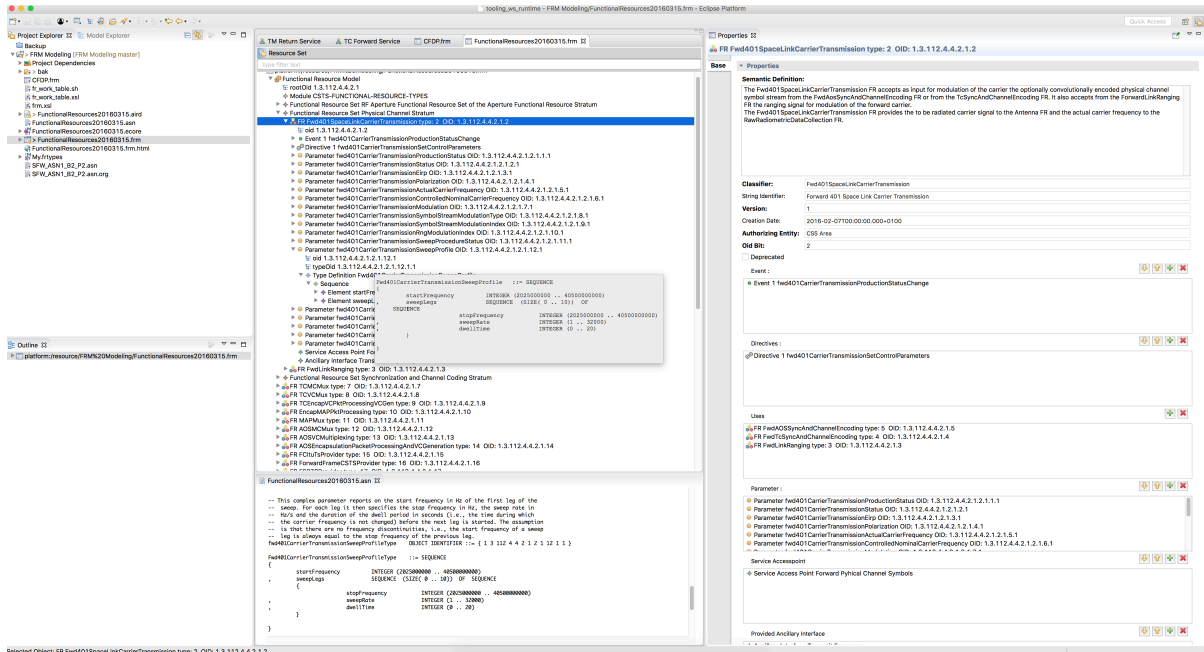 tooling_ws_runtime - FRM Modeling/FunctionalResources20160315.frm - Eclipse Platform
Quick Access
Project Explorer
Model Explorer
Backup
> FRM Modeling [FRM Modeling master]
Project Dependencies
> bak
CFDP.frm
fr_work_table.sh
fr_work_table.xsl
frm.xsl
> FunctionalResources20160315.aird
FunctionalResources20160315.asn
FunctionalResources20160315.ecore
> FunctionalResources20160315.frm
FunctionalResources20160315.frm.html
My.frtypes
SFW_ASN1_B2_P2.asn
SFW_ASN1_B2_P2.asn.org
Outline
platform:/resource/FRM%20Modeling/FunctionalResources20160315.frm
TM Return Service
TC Forward Service
CFDP.frm
FunctionalResources20160315.frm
Resource Set
type filter text
Functional Resource Model
rootOid 1.3.112.4.4.2.1
Module CSTS-FUNCTIONAL-RESOURCE-TYPES
Functional Resource Set RF Aperture Functional Resource Set of the Aperture Functional Resource Stratum
Functional Resource Set Physical Channel Stratum
FR Fwd401SpaceLinkCarrierTransmission type: 2 OID: 1.3.112.4.4.2.1.2
oid 1.3.112.4.4.2.1.2
Event 1 fwd401CarrierTransmissionProductionStatusChange
Directive 1 fwd401CarrierTransmissionSetControlParameters
Parameter fwd401CarrierTransmissionProductionStatus OID: 1.3.112.4.4.2.1.2.1.1.1
Parameter fwd401CarrierTransmissionStatus OID: 1.3.112.4.4.2.1.2.1.2.1
Parameter fwd401CarrierTransmissionEirp OID: 1.3.112.4.4.2.1.2.1.3.1
Parameter fwd401CarrierTransmissionPolarization OID: 1.3.112.4.4.2.1.2.1.4.1
Parameter fwd401CarrierTransmissionActualCarrierFrequency OID: 1.3.112.4.4.2.1.2.1.5.1
Parameter fwd401CarrierTransmissionControlledNominalCarrierFrequency OID: 1.3.112.4.4.2.1.2.1.6.1
Parameter fwd401CarrierTransmissionModulation OID: 1.3.112.4.4.2.1.2.1.7.1
Parameter fwd401CarrierTransmissionSymbolStreamModulationType OID: 1.3.112.4.4.2.1.2.1.8.1
Parameter fwd401CarrierTransmissionSymbolStreamModulationIndex OID: 1.3.112.4.4.2.1.2.1.9.1
Parameter fwd401CarrierTransmissionRngModulationIndex OID: 1.3.112.4.4.2.1.2.1.10.1
Parameter fwd401CarrierTransmissionSweepProcedureStatus OID: 1.3.112.4.4.2.1.2.1.11.1
Parameter fwd401CarrierTransmissionSweepProfile OID: 1.3.112.4.4.2.1.2.1.12.1
oid 1.3.112.4.4.2.1.2.1.12.1
typeOid 1.3.112.4.4.2.1.2.1.12.1.1
Type Definition
Sequence
Element startFre
Element sweepL
Parameter fwd401Carrie
Parameter fwd401Carrie
Parameter fwd401Carrie
Parameter fwd401Carrie
Service Access Point Fo
Ancillary Interface Trans
Fwd401CarrierTransmissionSweepProfile ::= SEQUENCE
{
startFrequency INTEGER (2025000000 .. 40500000000)
, sweepLegs SEQUENCE (SIZE( 0 .. 10)) OF
SEQUENCE
{
stopFrequency INTEGER (2025000000 .. 40500000000)
, sweepRate INTEGER (1 .. 32000)
, dwellTime INTEGER (0 .. 20)
}
}
FR FwdLinkRanging type: 3 OID: 1.3.112.4.4.2.1.3
Functional Resource Set Synchronization and Channel Coding Stratum
FR TCMCMux type: 7 OID: 1.3.112.4.4.2.1.7
FR TCVCMux type: 8 OID: 1.3.112.4.4.2.1.8
FR TCEncapVCPktProcessingVCGen type: 9 OID: 1.3.112.4.4.2.1.9
FR EncapMAPPktProcessing type: 10 OID: 1.3.112.4.4.2.1.10
FR MAPMux type: 11 OID: 1.3.112.4.4.2.1.11
FR AOSMCMux type: 12 OID: 1.3.112.4.4.2.1.12
FR AOSVCMultiplexing type: 13 OID: 1.3.112.4.4.2.1.13
FR AOSEncapsulationPacketProcessingAndVCGeneration type: 14 OID: 1.3.112.4.4.2.1.14
FR FCltuTsProvider type: 15 OID: 1.3.112.4.4.2.1.15
FR ForwardFrameCSTSProvider type: 16 OID: 1.3.112.4.4.2.1.16
FunctionalResources20160315.asn
-- This complex parameter reports on the start frequency in Hz of the first leg of the
-- sweep. For each leg it then specifies the stop frequency in Hz, the sweep rate in
-- Hz/s and the duration of the dwell period in seconds (i.e., the time during which
-- the carrier frequency is not changed) before the next leg is started. The assumption
-- is that there are no frequency discontinuities, i.e., the start frequency of a sweep
-- leg is always equal to the stop frequency of the previous leg.
fwd401CarrierTransmissionSweepProfileType OBJECT IDENTIFIER ::= { 1 3 112 4 4 2 1 2 1 12 1 1 }
Fwd401CarrierTransmissionSweepProfileType ::= SEQUENCE
{
startFrequency INTEGER (2025000000 .. 40500000000)
, sweepLegs SEQUENCE (SIZE( 0 .. 10)) OF SEQUENCE
{
stopFrequency INTEGER (2025000000 .. 40500000000)
, sweepRate INTEGER (1 .. 32000)
, dwellTime INTEGER (0 .. 20)
}
}
Properties
FR Fwd401SpaceLinkCarrierTransmission type: 2 OID: 1.3.112.4.4.2.1.2
Base
Properties
Semantic Definition:
The Fwd401SpaceLinkCarrierTransmission FR accepts as input for modulation of the carrier the optionally convolutionally encoded physical channel
symbol stream from the FwdAosSyncAndChannelEncoding FR or from the TcSyncAndChannelEncoding FR. It also accepts from the ForwardLinkRanging
FR the ranging signal for modulation of the forward carrier.
The Fwd401SpaceLinkCarrierTransmission FR provides the to be radiated carrier signal to the Antenna FR and the actual carrier frequency to the
RawRadiometricDataCollection FR.
Classifier: Fwd401SpaceLinkCarrierTransmission
String Identifier: Forward 401 Space Link Carrier Transmission
Version: 1
Creation Date: 2016-02-07T00:00:00.000+0100
Authorizing Entity: CSS Area
Oid Bit: 2
Deprecated
Event :
Event 1 fwd401CarrierTransmissionProductionStatusChange
Directives :
Directive 1 fwd401CarrierTransmissionSetControlParameters
Uses
FR FwdAOSSyncAndChannelEncoding type: 5 OID: 1.3.112.4.4.2.1.5
FR FwdTcSyncAndChannelEncoding type: 4 OID: 1.3.112.4.4.2.1.4
FR FwdLinkRanging type: 3 OID: 1.3.112.4.4.2.1.3
Parameter :
Parameter fwd401CarrierTransmissionProductionStatus OID: 1.3.112.4.4.2.1.2.1.1.1
Parameter fwd401CarrierTransmissionStatus OID: 1.3.112.4.4.2.1.2.1.2.1
Parameter fwd401CarrierTransmissionEirp OID: 1.3.112.4.4.2.1.2.1.3.1
Parameter fwd401CarrierTransmissionPolarization OID: 1.3.112.4.4.2.1.2.1.4.1
Parameter fwd401CarrierTransmissionActualCarrierFrequency OID: 1.3.112.4.4.2.1.2.1.5.1
Parameter fwd401CarrierTransmissionControlledNominalCarrierFrequency OID: 1.3.112.4.4.2.1.2.1.6.1
Service Accesspoint
Service Access Point Forward Pyhical Channel Symbols
Provided Ancillary Interface
Selected Object: FR Fwd401SpaceLinkCarrierTransmission type: 2 OID: 1.3.112.4.4.2.1.2